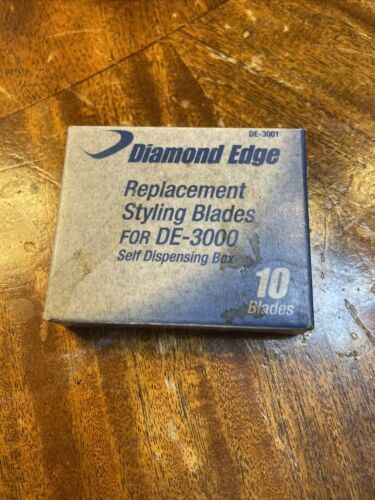 DE-3001
Diamond Edge
Replacement
Styling Blades
FOR DE-3000
Self Dispensing Box
10
Blades